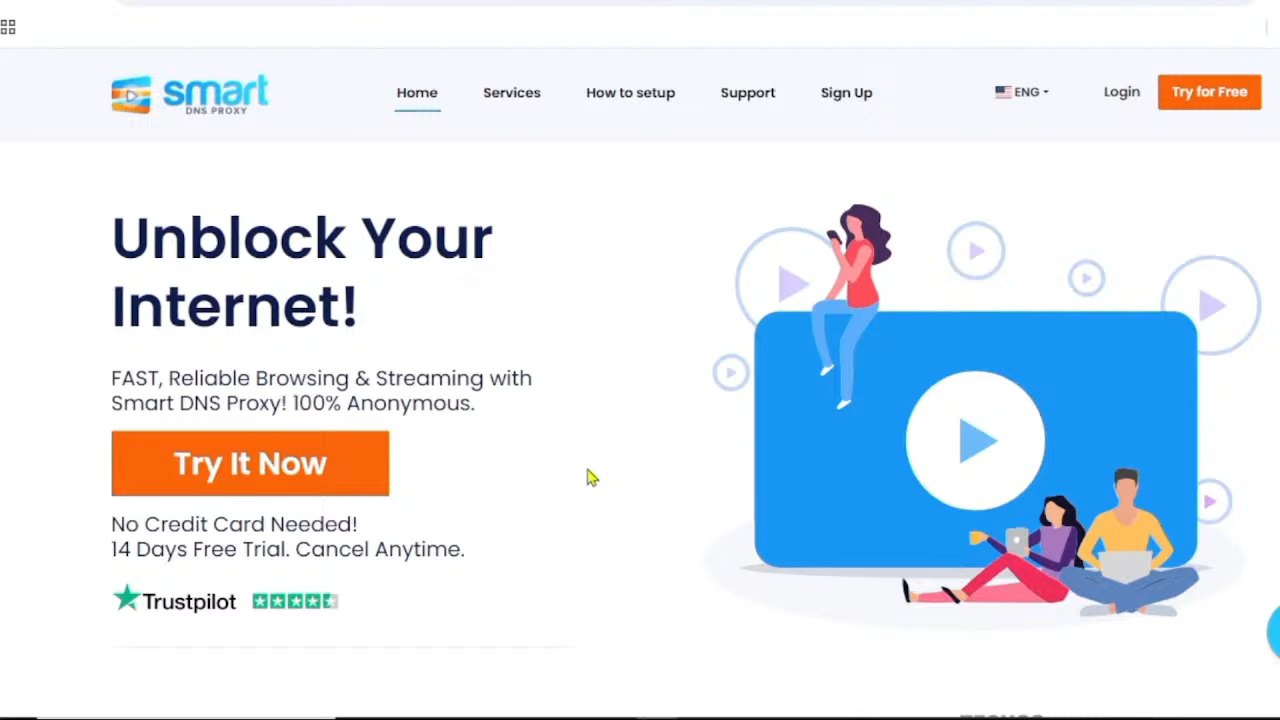 smart
DNS PROXY
Home
Services
How to setup
Support
Sign Up
ENG
Login
Try for Free
Unblock Your
Internet!
FAST, Reliable Browsing & Streaming with
Smart DNS Proxy! 100% Anonymous.
Try It Now
No Credit Card Needed!
14 Days Free Trial. Cancel Anytime.
Trustpilot